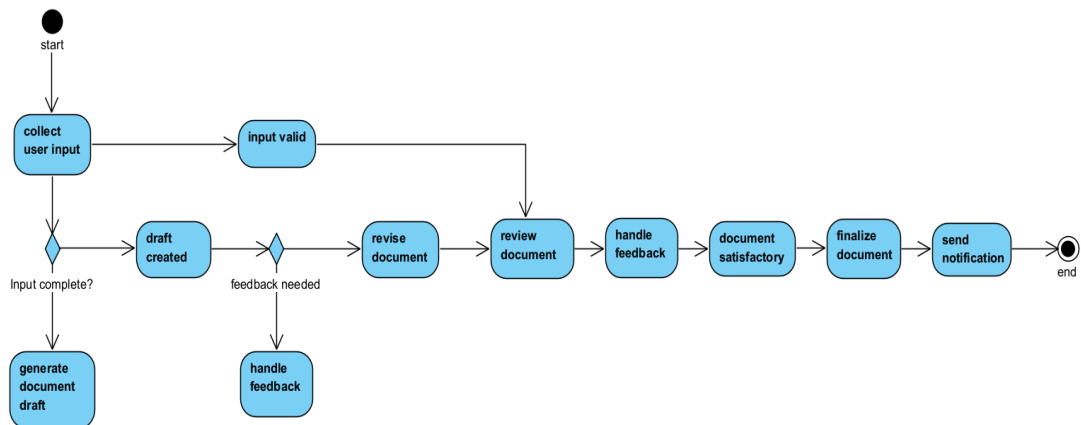 start
collect
user input
input valid
draft
created
revise
document
review
document
handle
feedback
document
satisfactory
finalize
document
send
notification
end
Input complete?
feedback needed
generate
document
draft
handle
feedback